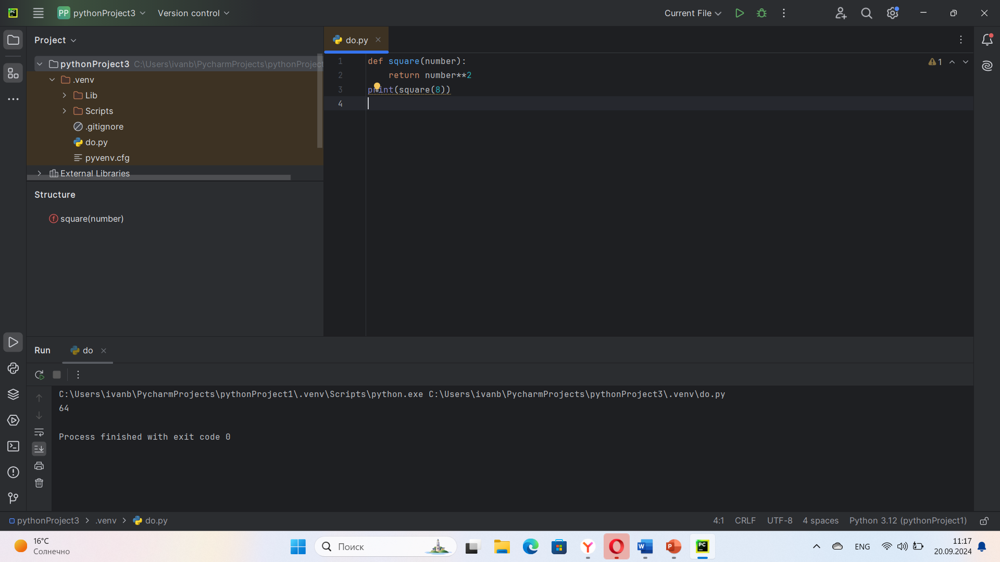 PC
PP pythonProject3
Version control
Current File
Project
do.py
pythonProject3 C:\Users\ivanb\PycharmProjects\pythonProject
.venv
Lib
Scripts
.gitignore
do.py
pyvenv.cfg
External Libraries
1 def square(number):
2 return number**2
3 print(square(8))
4
1
Structure
f square(number)
Run
do
C:\Users\ivanb\PycharmProjects\pythonProject1\.venv\Scripts\python.exe C:\Users\ivanb\PycharmProjects\pythonProject3\.venv\do.py
64
Process finished with exit code 0
pythonProject3 > .venv > do.py
4:1 CRLF UTF-8 4 spaces Python 3.12 (pythonProject1)
16°C
Солнечно
Поиск
W
P
PC
ENG
11:17
20.09.2024